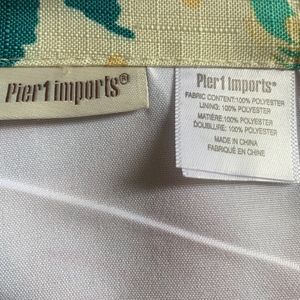 Pier1 imports®
Pier1 imports®
FABRIC CONTENT:100% POLYESTER
LINING: 100% POLYESTER
MATIÈRE:100% POLYESTER
DOUBLURE: 100% POLYESTER
MADE IN CHINA
FABRIQUÉ EN CHINE